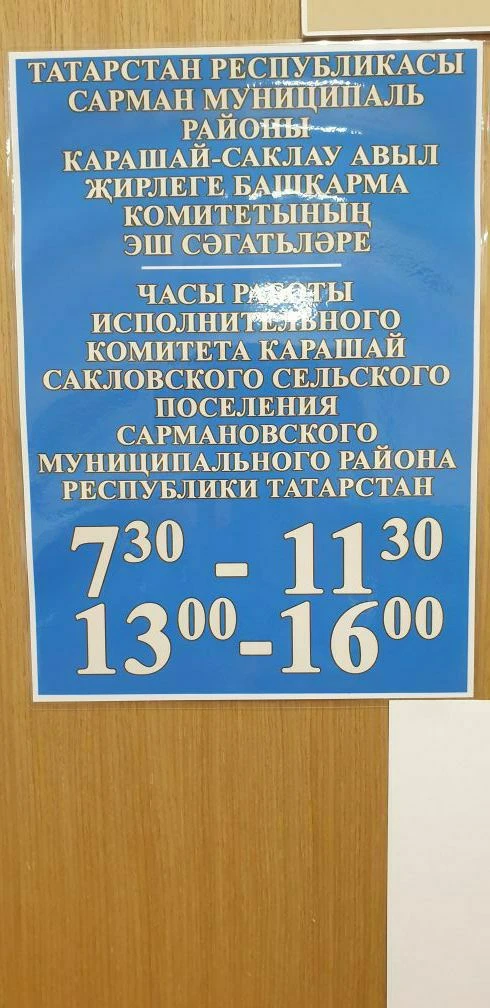 ТАТАРСТАН РЕСПУБЛИКАСЫ
САРМАН МУНИЦИПАЛЬ
РАЙОНЫ
КАРАШАЙ-САКЛАУ АВЫЛ
ҖИРЛЕГЕ БАШКАРМА
КОМИТЕТЫНЫҢ
ЭШ СӘГАТЬЛӘРЕ
ЧАСЫ РАБОТЫ
ИСПОЛНИТЕЛЬНОГО
КОМИТЕТА КАРАШАЙ
САКЛОВСКОГО СЕЛЬСКОГО
ПОСЕЛЕНИЯ
САРМАНОВСКОГО
МУНИЦИПАЛЬНОГО РАЙОНА
РЕСПУБЛИКИ ТАТАРСТАН
7³⁰ - 11³⁰
13⁰⁰-16⁰⁰